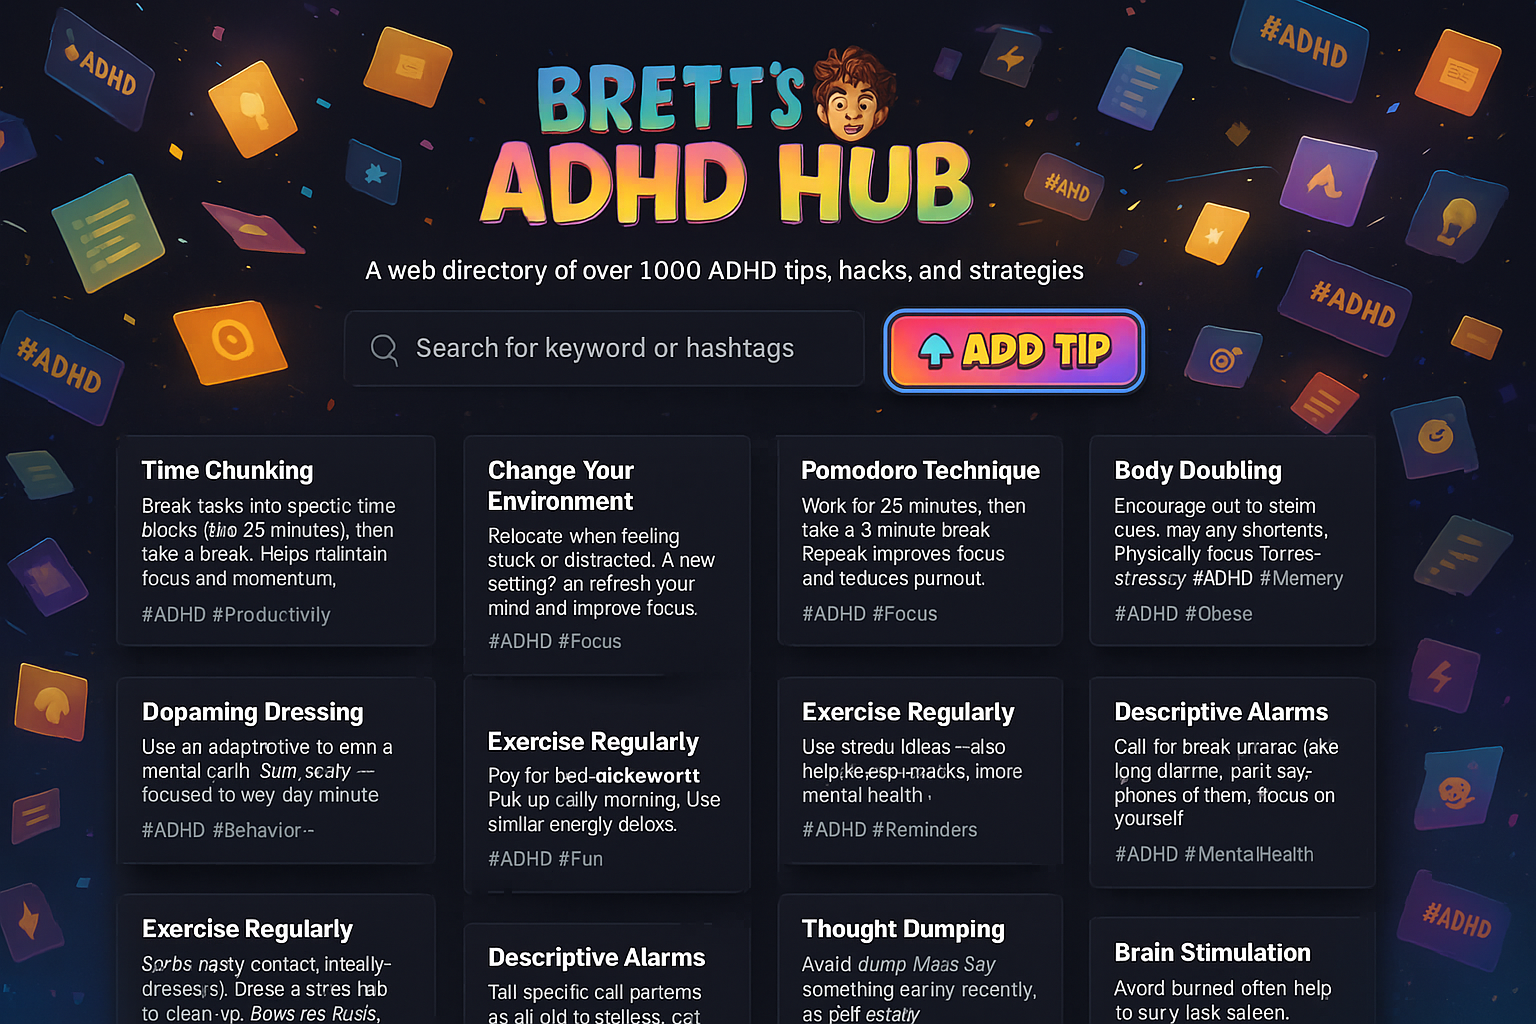 #ADHD
#ADHD
BRETT'S
ADHD HUB
#AHD
A web directory of over 1000 ADHD tips, hacks, and strategies
#ADHD
#ADHD
Search for keyword or hashtags
ADD TIP
Time Chunking
Break tasks into spectic time
blocks ( 25 minutes), then
take a break. Heips rtalintain
focus and momentum,
#ADHD #Productivily
Change Your
Environment
Relocate when feeling
stuck or distracted. A new
setting? an refresh your
mind and improve focus.
#ADHD #Focus
Pomodoro Technique
Work for 25 minutes, then
take a 3 minute break
Repeak improves focus
and teduces purnout.
#ADHD #Focus
Body Doubling
Encourage out to steim
cues. may any shortents,
Physically focus Torres-
stresscy #ADHD #Memery
#ADHD #Obese
Dopaming Dressing
Use an adaptrotive to emn a
mental carlh Sum, scaty —
focused to wey day minute
#ADHD #Behavior--
Exercise Regularly
Poy for bed-aickewortt
Puk up cailly morning, Use
simllar energly deloxs.
#ADHD #Fun
Exercise Regularly
Use stredu Idleas --also
imore
mental health
#ADHD #Reminders
Descriptive Alarms
Call for break (ake
long dlarme, parit say,-
phones of them, ffocus on
yourself
#ADHD #MentalHealth
Exercise Regularly
Sorbs nasty contact, inteally-
dreses,s). Drese a stres hab
to clean-vp. Bows res Rusis,
Descriptive Alarms
Tall specific call partems
as ali old to stelless, cat
Thought Dumping
Avaid dump Maas Say
something eariny recently,
as pelf estaity
Brain Stimulation
Avord burned often help
to sury lask saleen.
#ADHD